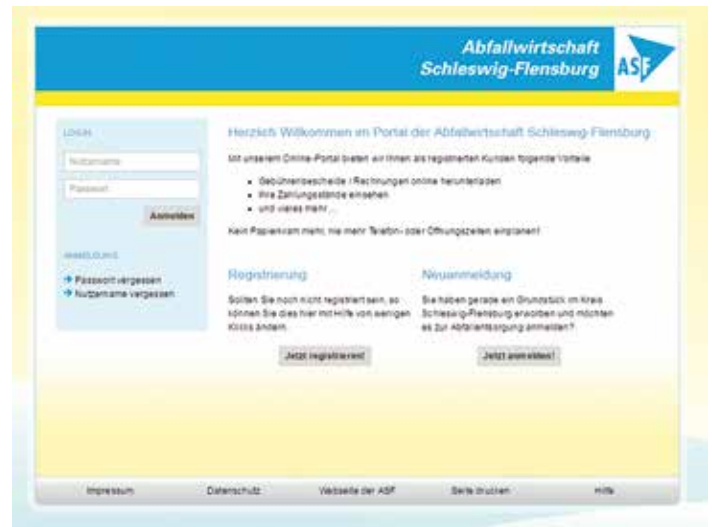 Abfallwirtschaft
Schleswig-Flensburg
ASF
LOGIN
Nutzername
Passwort
Anmelden
ANMELDUNG
Passwort vergessen
Nutzername vergessen
Herzlich Willkommen im Portal der Abfallwirtschaft Schleswig-Flensburg
Mit unserem Online-Portal bieten wir Ihnen als registrierten Kunden folgende Vorteile
Gebührenbescheide / Rechnungen online herunterladen
Ihre Zahlungsstände einsehen
und vieles mehr ...
Kein Papierkram mehr, nie mehr Telefon- oder Öffnungszeiten einplanen!
Registrierung
Sollten Sie noch nicht registriert sein, so
können Sie dies hier mit Hilfe von wenigen
Klicks ändern.
Jetzt registrieren!
Neuanmeldung
Sie haben gerade ein Grundstück im Kreis
Schleswig-Flensburg erworben und möchten
es zur Abfallentsorgung anmelden?
Jetzt anmelden!
Impressum
Datenschutz
Webseite der ASF
Seite drucken
Hilfe